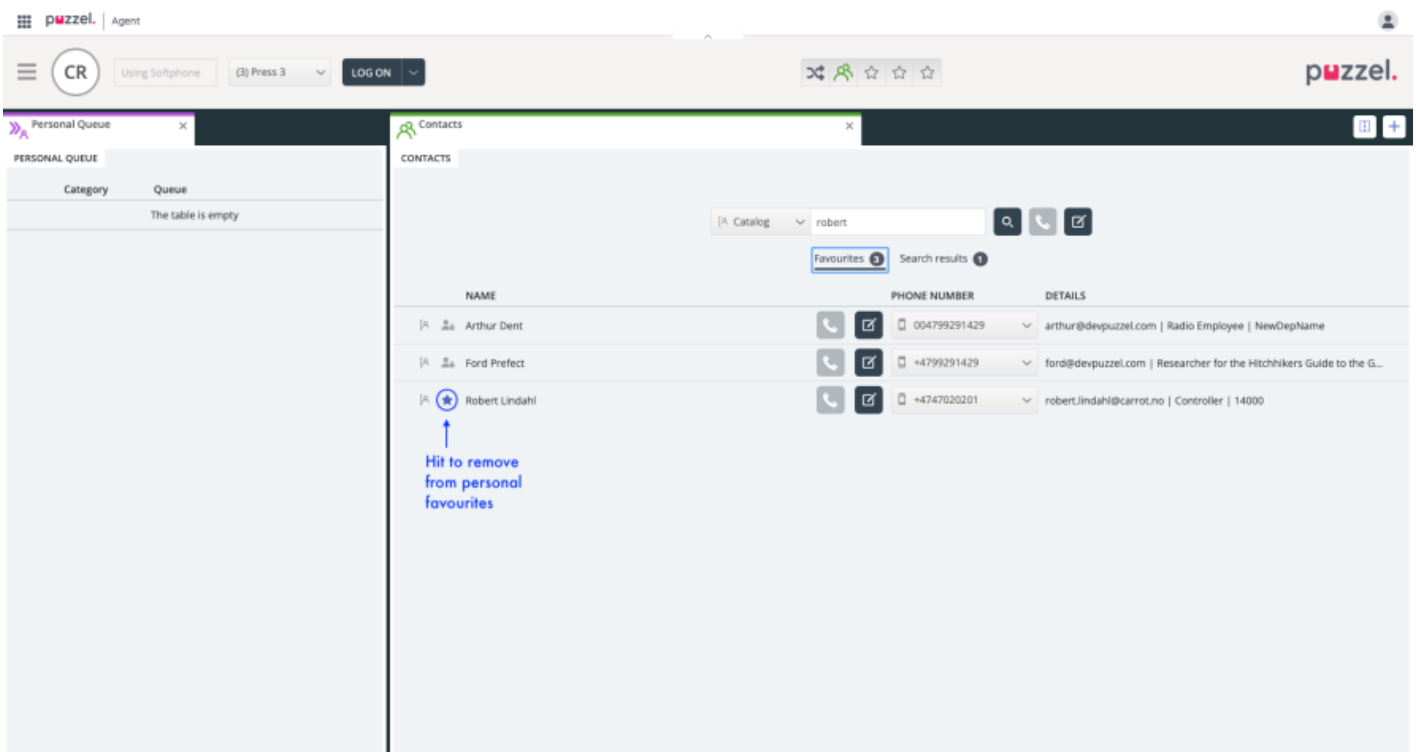 puzzel. Agent
CR Using Softphone (3) Press 3 LOG ON puzzel.
Personal Queue Contacts
PERSONAL QUEUE
Category Queue
The table is empty
CONTACTS
Catalog robert
Favourites 3 Search results 1
NAME PHONE NUMBER DETAILS
Arthur Dent 004799291429 arthur@devpuzzel.com | Radio Employee | NewDepName
Ford Prefect +4799291429 ford@devpuzzel.com | Researcher for the Hitchhikers Guide to the G...
Robert Lindahl +4747020201 robert.lindahl@carrot.no | Controller | 14000
Hit to remove
from personal
favourites